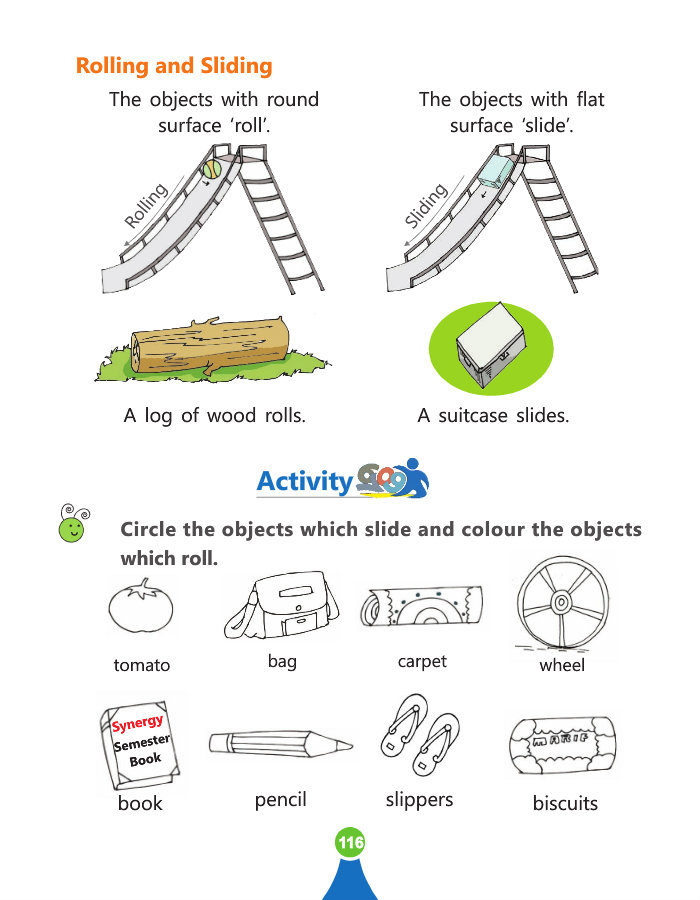 Rolling and Sliding
The objects with round
surface ‘roll’.
The objects with flat
surface ‘slide’.
Rolling
Sliding
A log of wood rolls.
A suitcase slides.
Activity
Circle the objects which slide and colour the objects
which roll.
tomato
bag
carpet
wheel
Synergy
Semester
Book
MARIF
book
pencil
slippers
biscuits
116